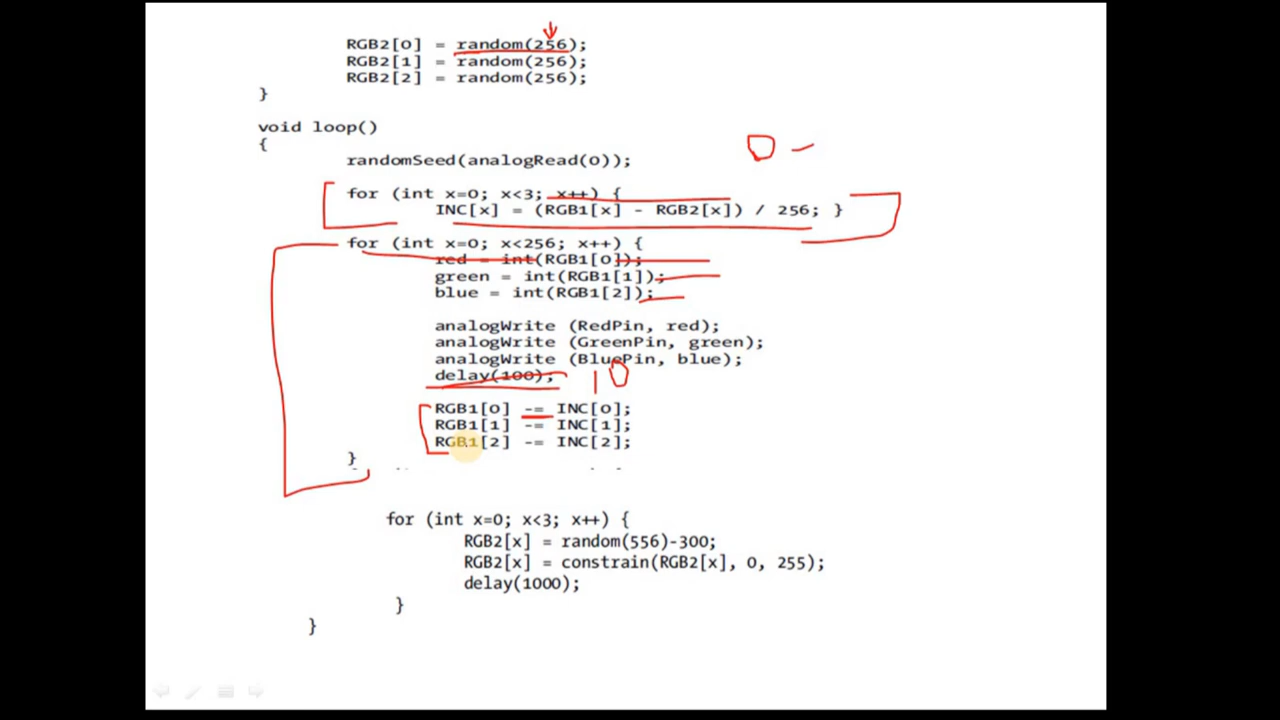 RGB2[0] = random(256);
RGB2[1] = random(256);
RGB2[2] = random(256);
}
void loop()
{
randomSeed(analogRead(0));
0 -
for (int x=0; x<3; x++) {
INC[x] = (RGB1[x] - RGB2[x]) / 256; }
for (int x=0; x<256; x++) {
red = int(RGB1[0]);
green = int(RGB1[1]);
blue = int(RGB1[2]);
analogWrite (RedPin, red);
analogWrite (GreenPin, green);
analogWrite (BluePin, blue);
delay(100); 10
RGB1[0] -= INC[0];
RGB1[1] -= INC[1];
RGB1[2] -= INC[2];
}
for (int x=0; x<3; x++) {
RGB2[x] = random(556)-300;
RGB2[x] = constrain(RGB2[x], 0, 255);
delay(1000);
}
}